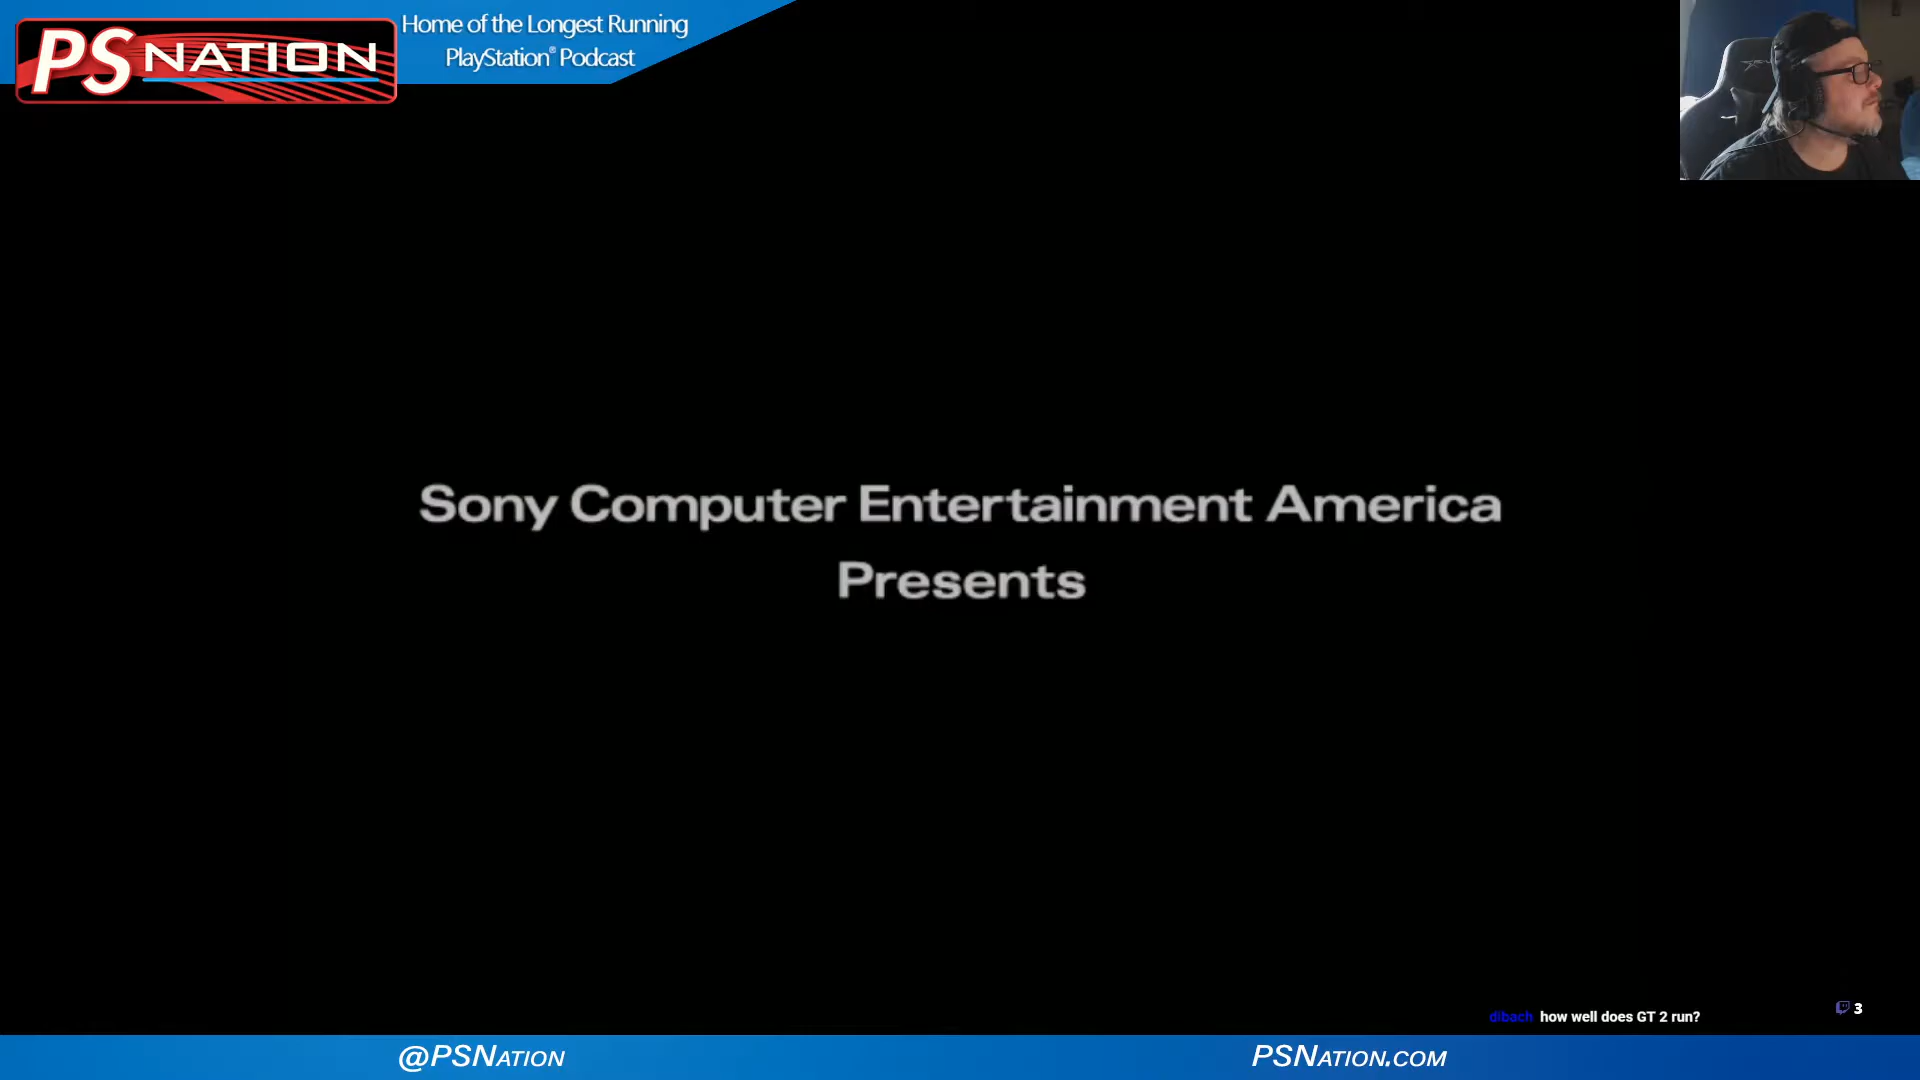 PS NATION
Home of the Longest Running
PlayStation® Podcast
Sony Computer Entertainment America
Presents
dibach how well does GT 2 run?
3
@PSNATION
PSNATION.COM